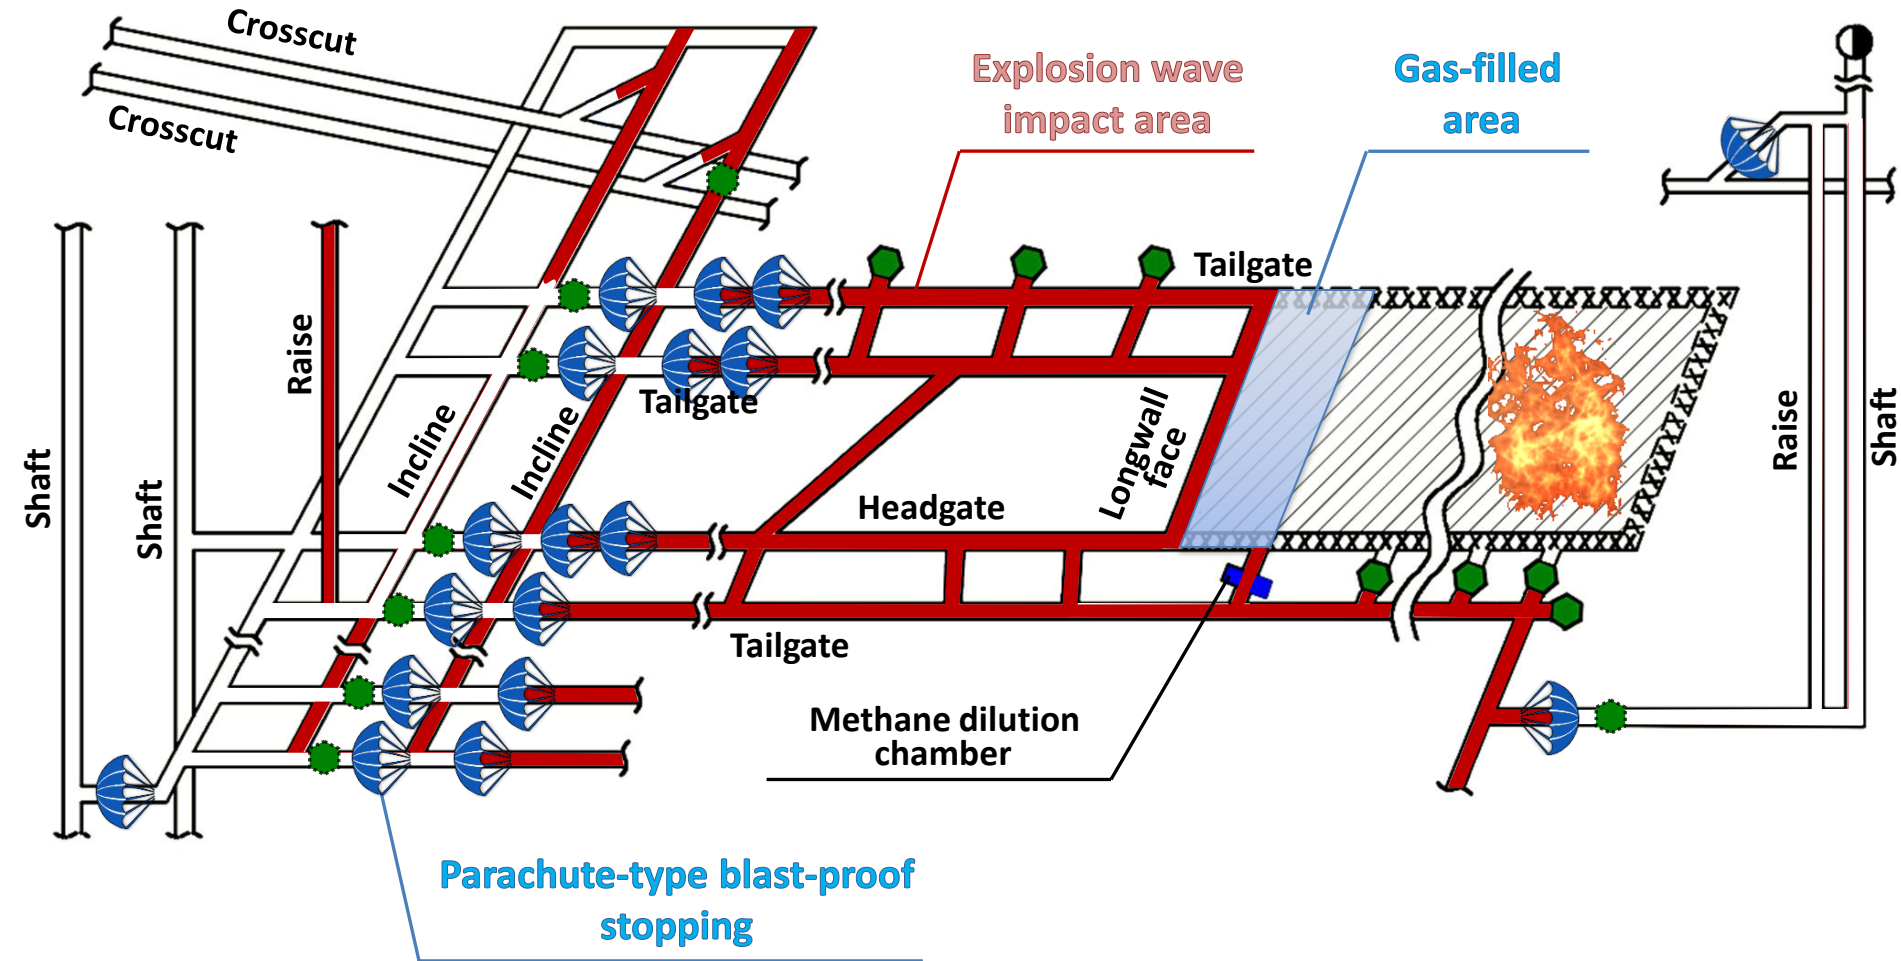 Crosscut
Crosscut
Explosion wave
impact area
Gas-filled
area
Tailgate
Raise
Incline
Incline
Tailgate
Longwall
face
Raise
Shaft
Shaft
Shaft
Headgate
Tailgate
Methane dilution
chamber
Parachute-type blast-proof
stopping